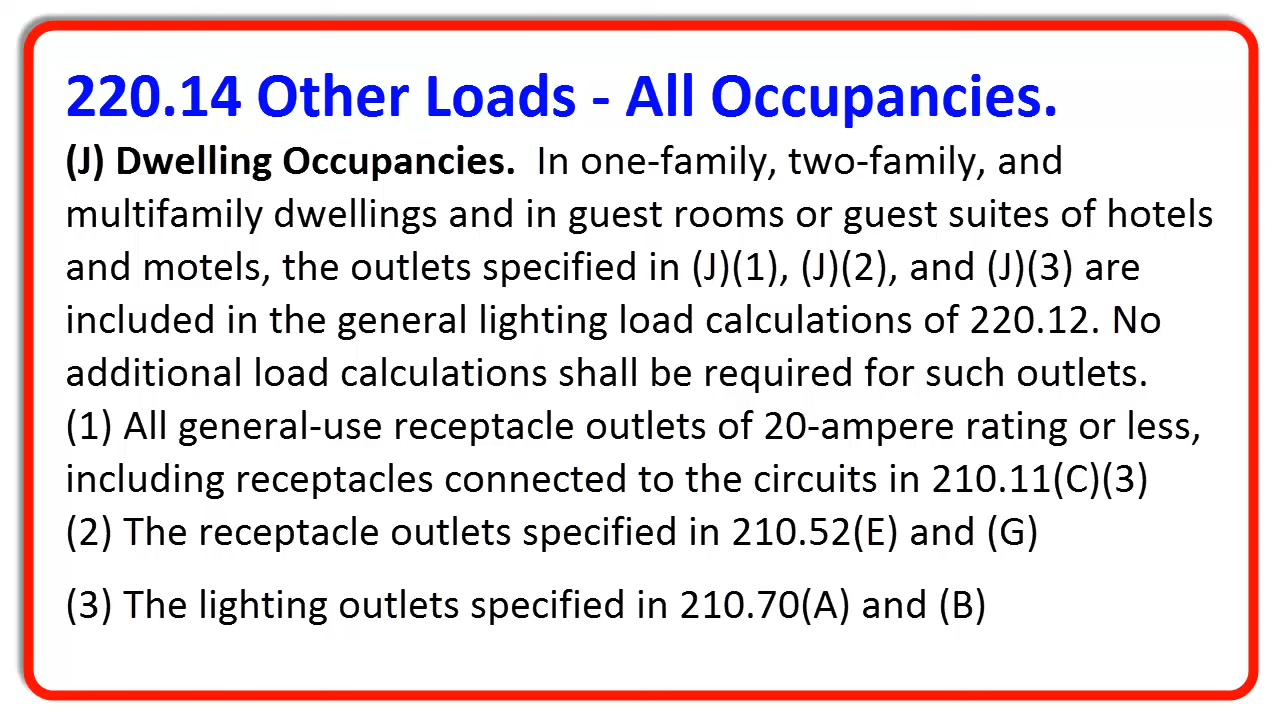 220.14 Other Loads - All Occupancies.
(J) Dwelling Occupancies. In one-family, two-family, and
multifamily dwellings and in guest rooms or guest suites of hotels
and motels, the outlets specified in (J)(1), (J)(2), and (J)(3) are
included in the general lighting load calculations of 220.12. No
additional load calculations shall be required for such outlets.
(1) All general-use receptacle outlets of 20-ampere rating or less,
including receptacles connected to the circuits in 210.11(C)(3)
(2) The receptacle outlets specified in 210.52(E) and (G)
(3) The lighting outlets specified in 210.70(A) and (B)